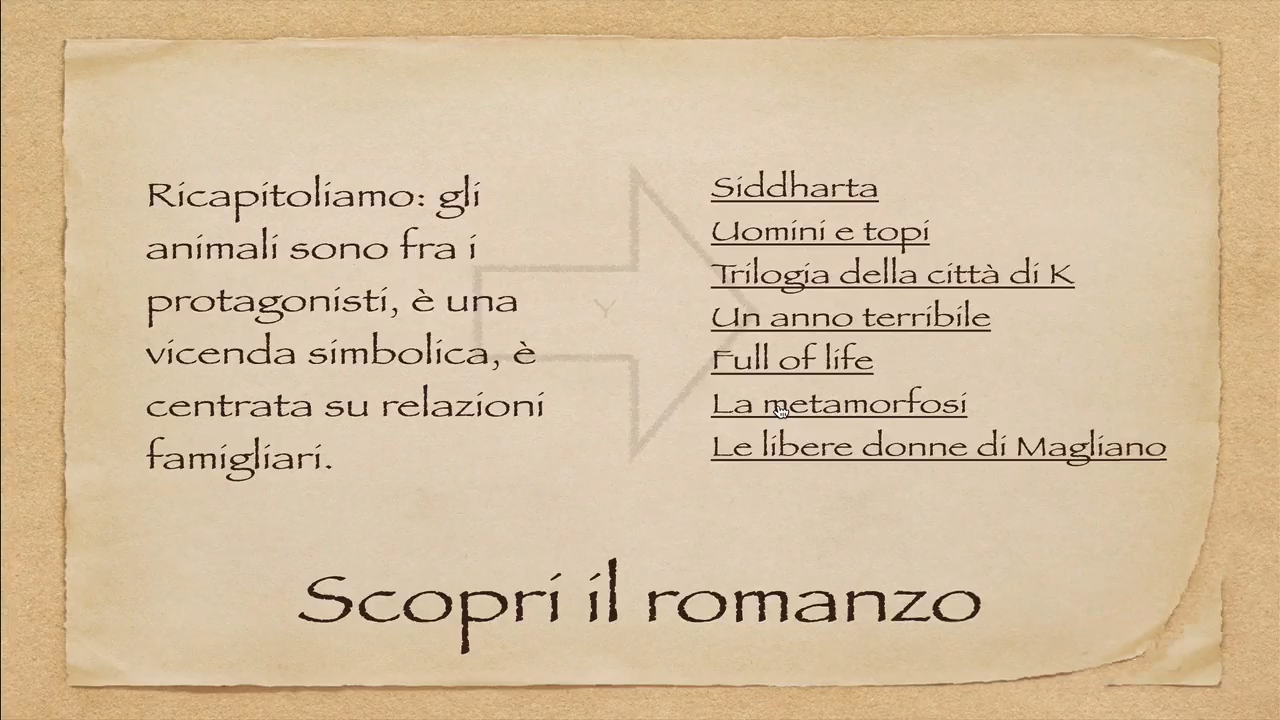 Ricapitoliamo: gli
animali sono fra i
protagonisti, è una
vicenda simbolica, è
centrata su relazioni
famigliari.
Siddharta
Uomini e topi
Trilogia della città di K
Un anno terribile
Full of life
La metamorfosi
Le libere donne di Magliano
Y
Scopri il romanzo